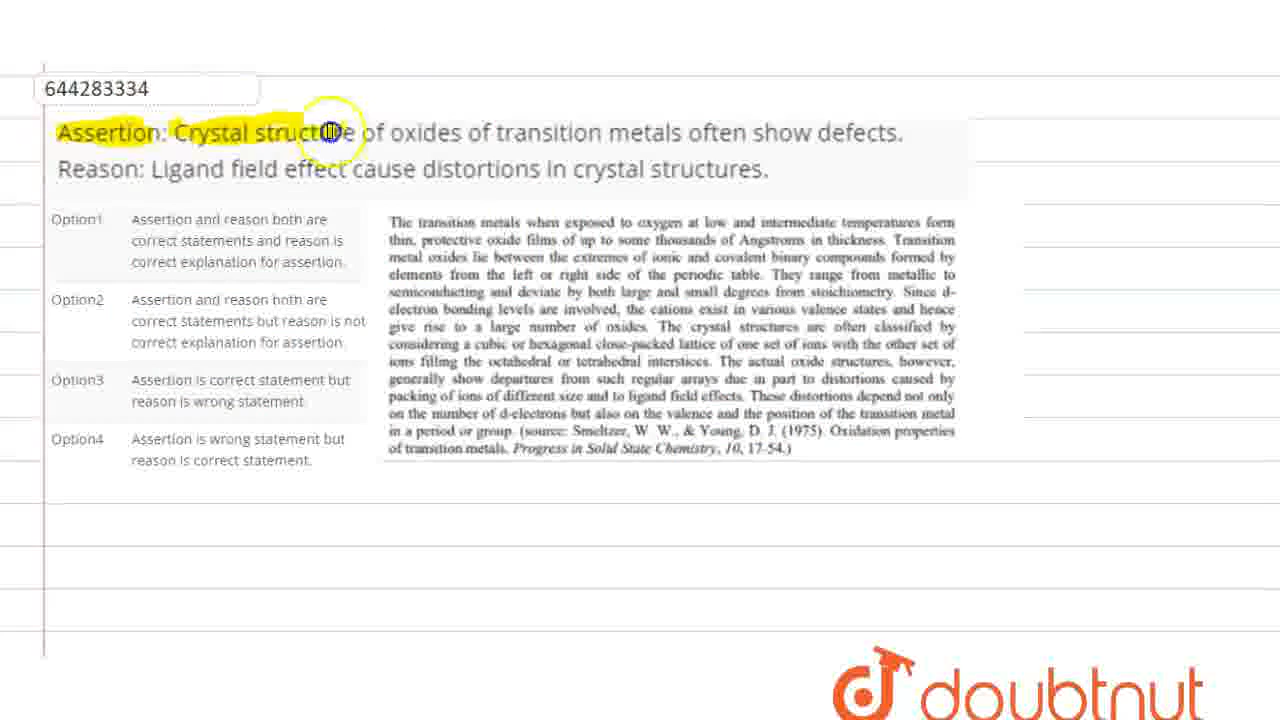 644283334
Assertion: Crystal structure of oxides of transition metals often show defects.
Reason: Ligand field effect cause distortions in crystal structures.
Option1 Assertion and reason both are
correct statements and reason is
correct explanation for assertion.
Option2 Assertion and reason both are
correct statements but reason is not
correct explanation for assertion.
Option3 Assertion is correct statement but
reason is wrong statement.
Option4 Assertion is wrong statement but
reason is correct statement.
The transition metals when exposed to oxygen at low and intermediate temperatures form
thin, protective oxide films of up to some thousands of Angstroms in thickness. Transition
metal oxides lie between the extremes of ionic and covalent binary compounds formed by
elements from the left or right side of the periodic table. They range from metallic to
semiconducting and deviate by both large and small degrees from stoichiometry. Since d-
electron bonding levels are involved, the cations exist in various valence states and hence
give rise to a large number of oxides. The crystal structures are often classified by
considering a cubic or hexagonal close-packed lattice of one set of ions with the other set of
ions filling the octahedral or tetrahedral interstices. The actual oxide structures, however,
generally show departures from such regular arrays due in part to distortions caused by
packing of ions of different size and to ligand field effects. These distortions depend not only
on the number of d-electrons but also on the valence and the position of the transition metal
in a period or group. (source: Smeltzer, W. W., & Young, D. J. (1975). Oxidation properties
of transition metals. Progress in Solid State Chemistry, 10, 17-54.)
doubtnut